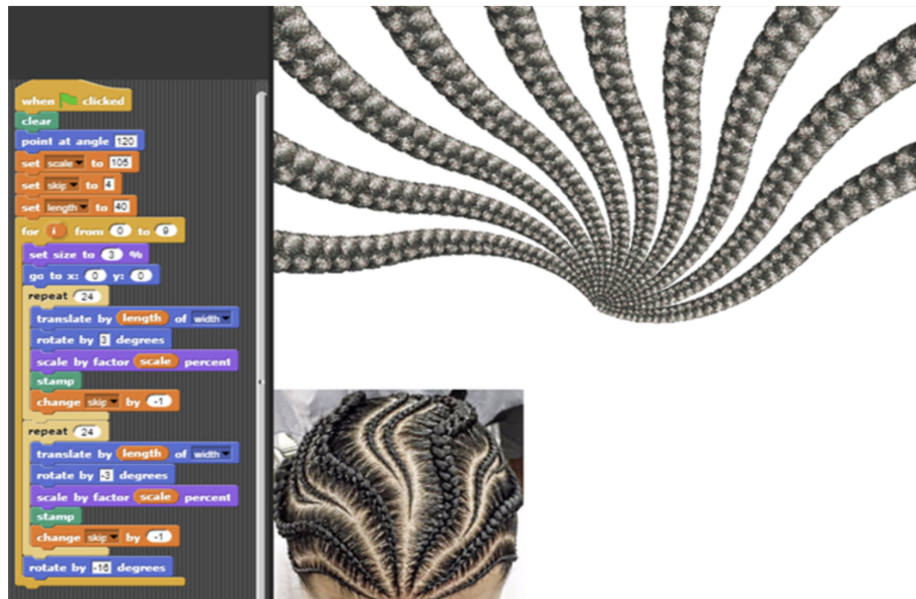 when clicked
clear
point at angle 120
set scale to 105
set skip to 4
set length to 40
for i from 0 to 9
set size to 3 %
go to x: 0 y: 0
repeat 24
translate by length of width
rotate by 3 degrees
scale by factor scale percent
stamp
change skip by -1
repeat 24
translate by length of width
rotate by -3 degrees
scale by factor scale percent
stamp
change skip by -1
rotate by -16 degrees